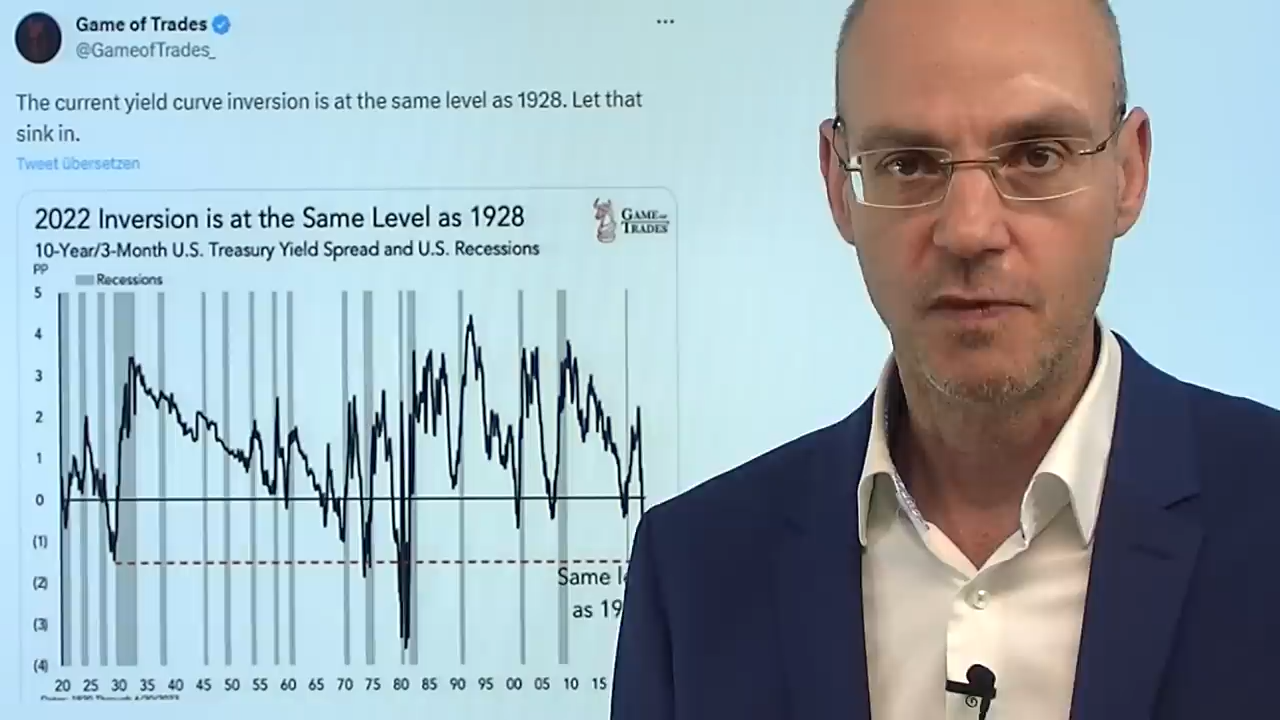 Game of Trades
@GameofTrades_
The current yield curve inversion is at the same level as 1928. Let that
sink in.
Tweet übersetzen
2022 Inversion is at the Same Level as 1928
GAME OF
TRADES
10-Year/3-Month U.S. Treasury Yield Spread and U.S. Recessions
PP
Recessions
5
4
3
2
1
0
(1)
(2)
(3)
(4)
Same l
as 19
20 25 30 35 40 45 50 55 60 65 70 75 80 85 90 95 00 05 10 15